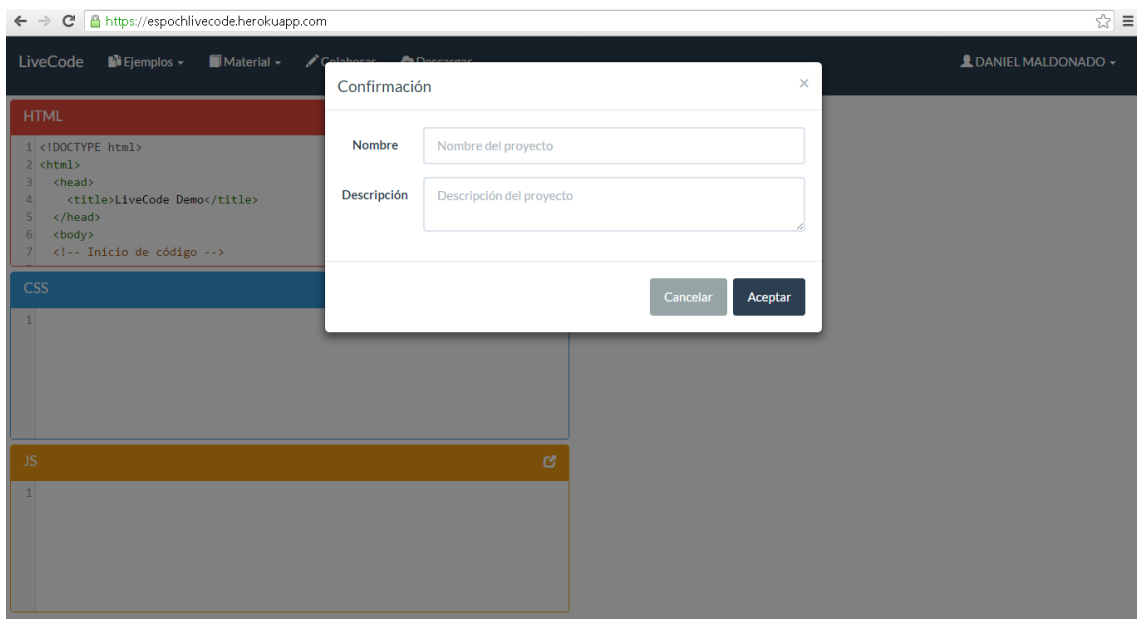 https://espochlivecode.herokuapp.com
LiveCode Ejemplos Material Colaborar Descargar DANIEL MALDONADO
Confirmación ×
Nombre Nombre del proyecto
Descripción Descripción del proyecto
Cancelar Aceptar
HTML
1 <!DOCTYPE html>
2 <html>
3 <head>
4 <title>LiveCode Demo</title>
5 </head>
6 <body>
7 <!-- Inicio de código -->
CSS
1
JS
1